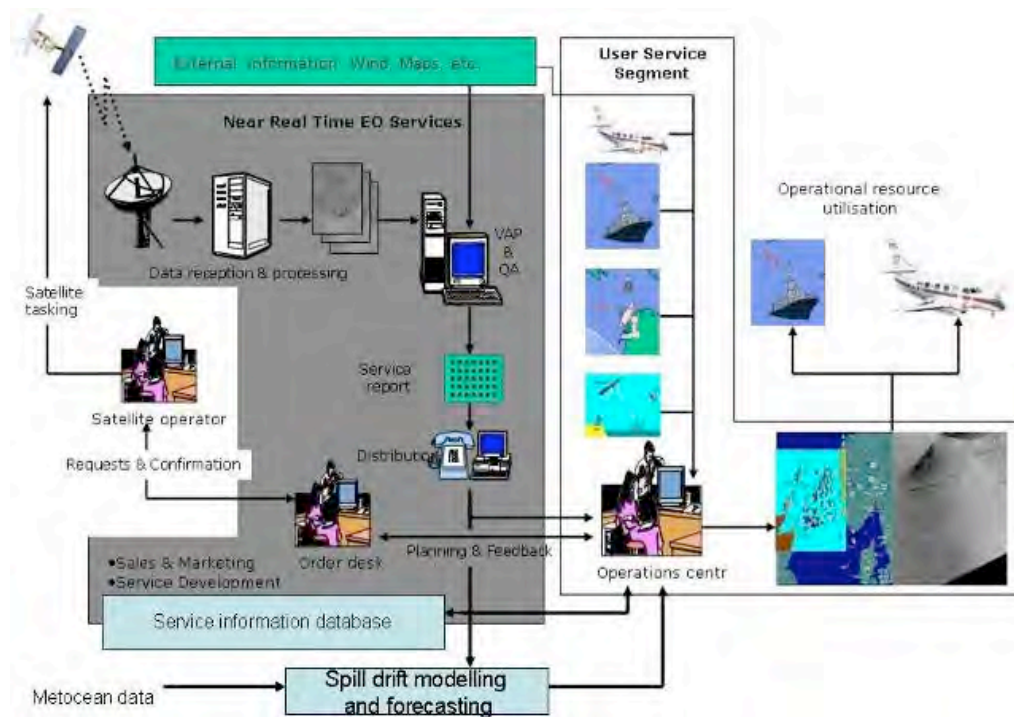 External Information Wind, Maps, etc.
User Service
Segment
Near Real Time EO Services
VAP
&
QA
Data reception & processing
Operational resource
utilisation
Satellite
tasking
Service
report
Satellite operator
Distribution
Requests & Confirmation
Planning & Feedback
•Sales & Marketing
•Service Development
Order desk
Operations centr
Service information database
Metocean data
Spill drift modelling
and forecasting